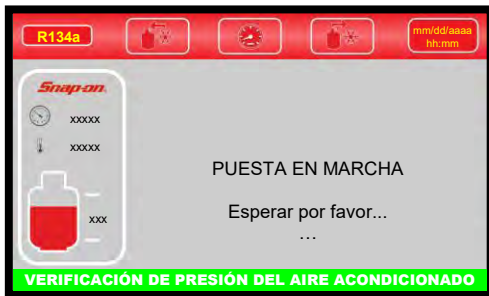 R134a
mm/dd/aaaa
hh:mm
Snap-on
xxxxx
xxxxx
xxx
PUESTA EN MARCHA
Esperar por favor...
...
VERIFICACIÓN DE PRESIÓN DEL AIRE ACONDICIONADO